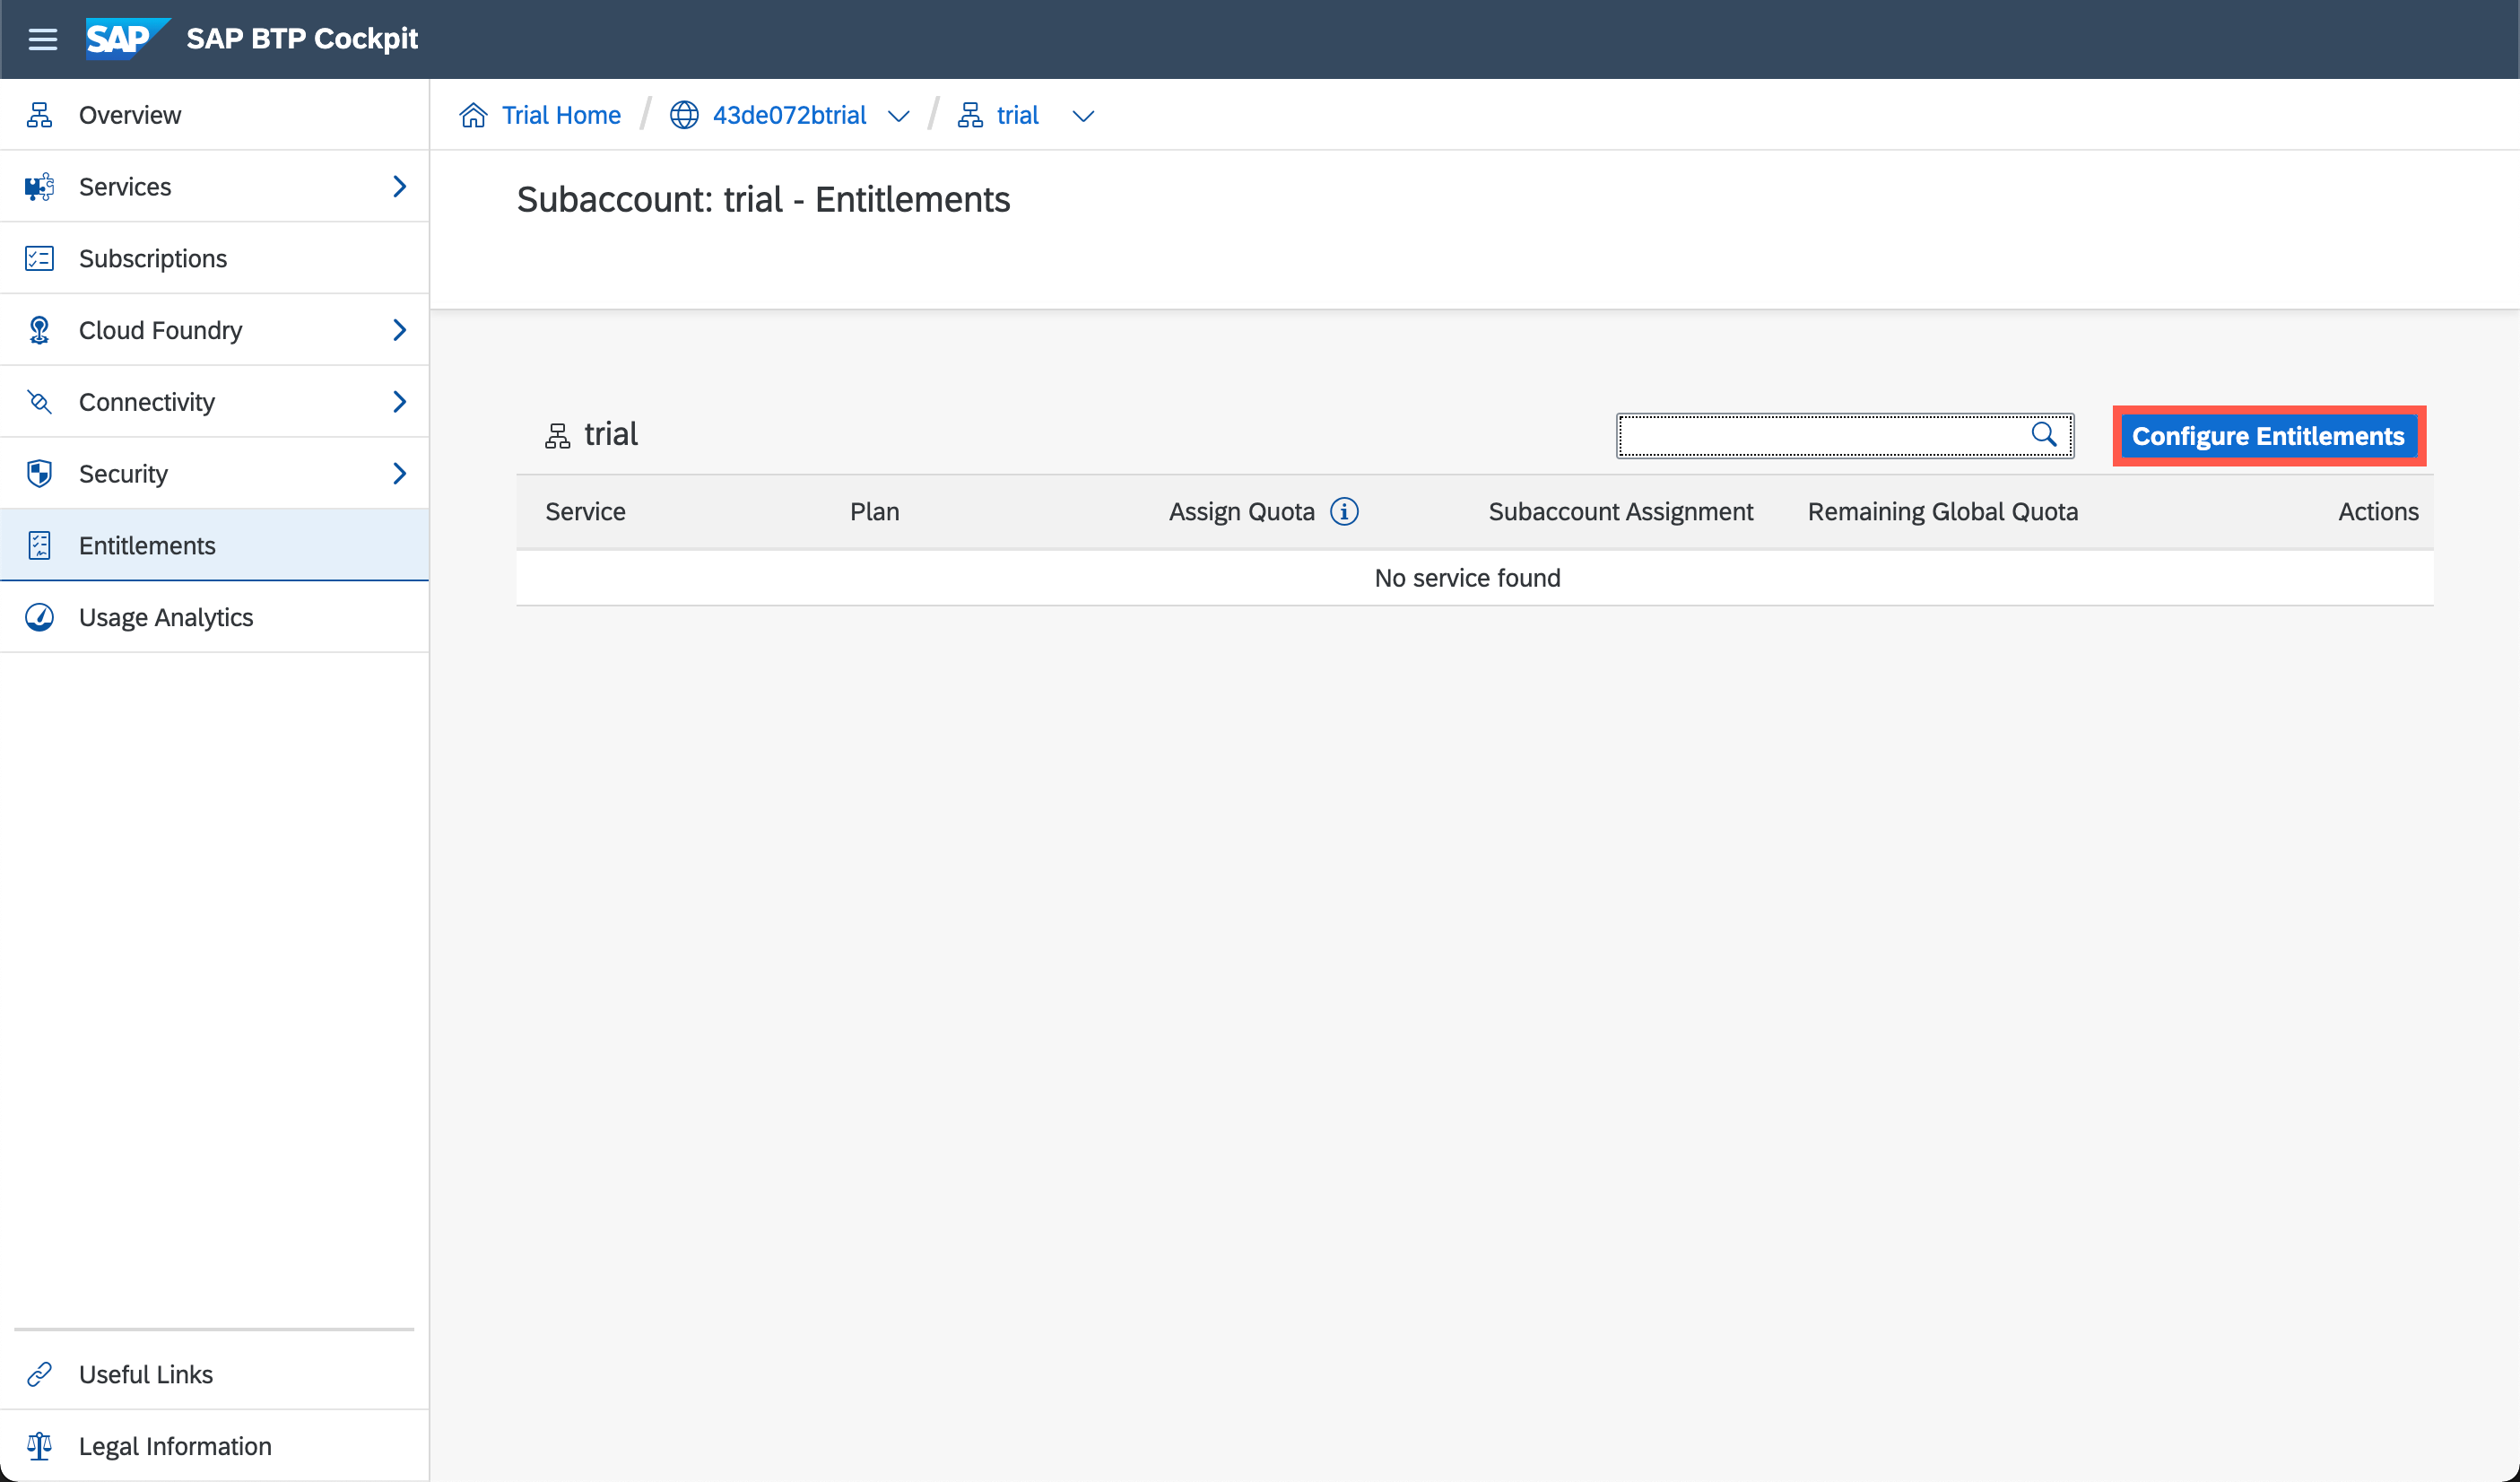 SAP SAP BTP Cockpit
Overview
Services
Subscriptions
Cloud Foundry
Connectivity
Security
Entitlements
Usage Analytics
Useful Links
Legal Information
Trial Home / 43de072btrial / trial
Subaccount: trial - Entitlements
trial
Configure Entitlements
Service Plan Assign Quota Subaccount Assignment Remaining Global Quota Actions
No service found